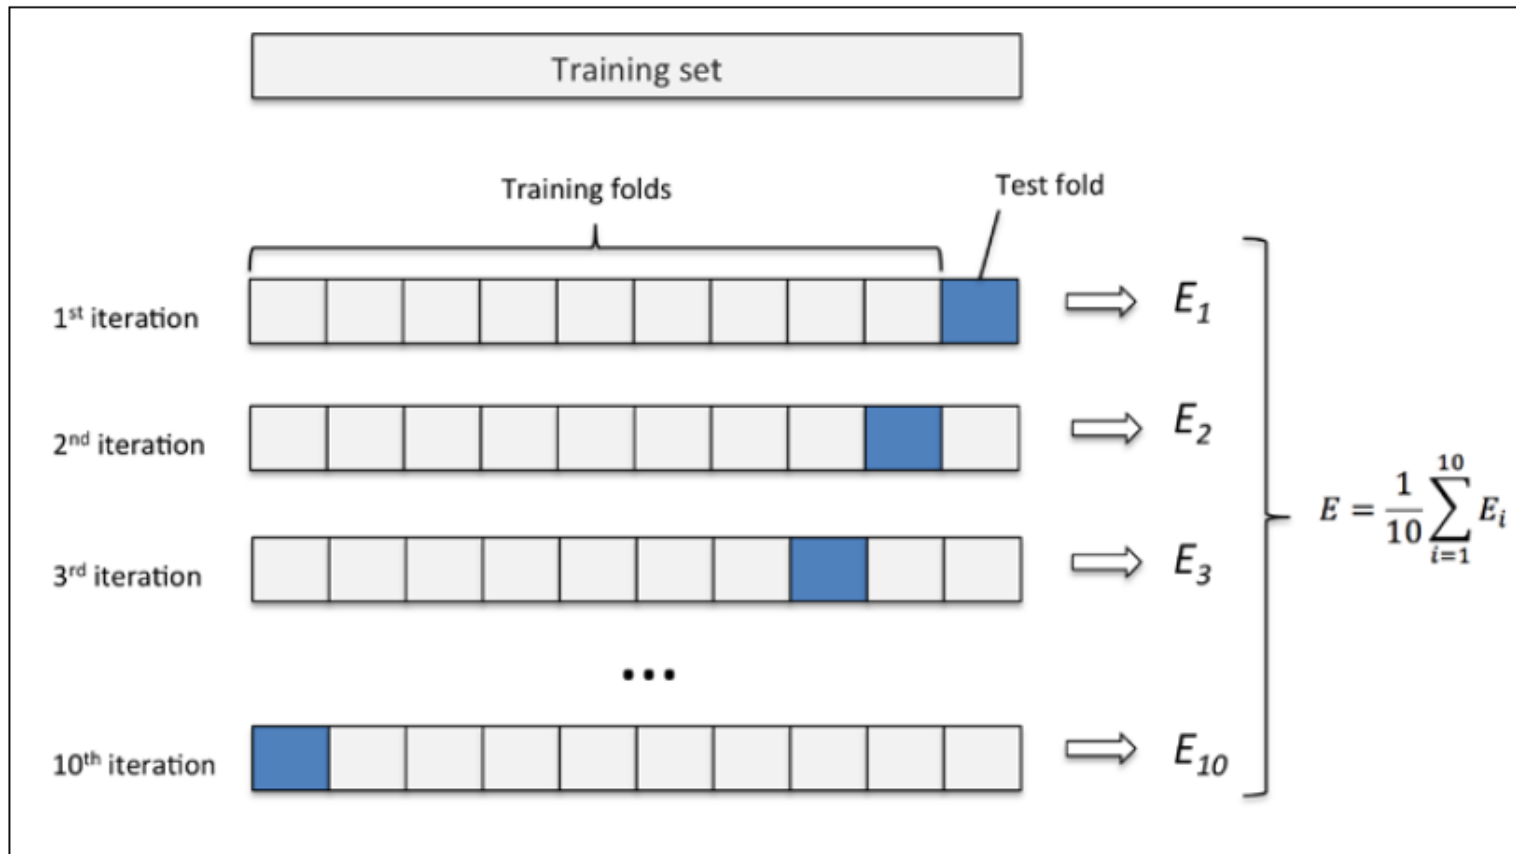 Training set
Training folds
Test fold
1st iteration
E1
2nd iteration
E2
3rd iteration
E3
...
10th iteration
E10
E = 1/10 ∑_{i=1}^{10} Ei